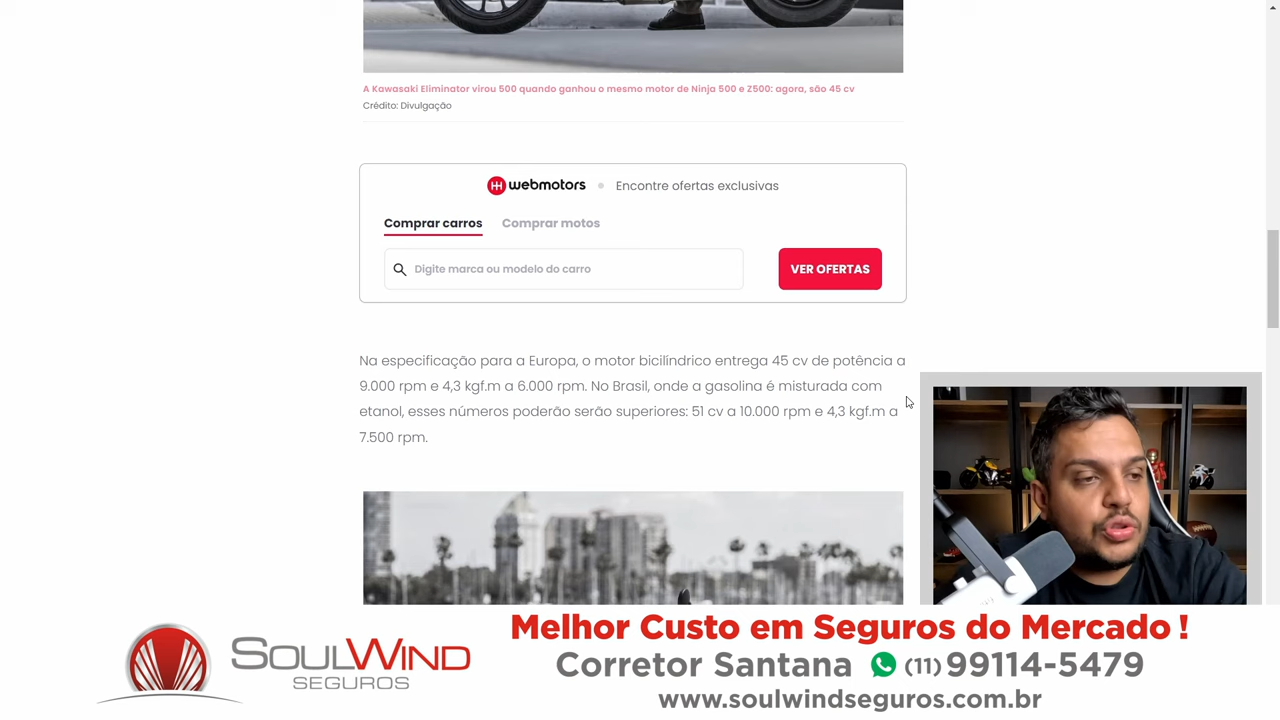 A Kawasaki Eliminator virou 500 quando ganhou o mesmo motor de Ninja 500 e Z500: agora, são 45 cv
Crédito: Divulgação
webmotors
Encontre ofertas exclusivas
Comprar carros
Comprar motos
Digite marca ou modelo do carro
VER OFERTAS
Na especificação para a Europa, o motor bicilíndrico entrega 45 cv de potência a
9.000 rpm e 4,3 kgf.m a 6.000 rpm. No Brasil, onde a gasolina é misturada com
etanol, esses números poderão serão superiores: 51 cv a 10.000 rpm e 4,3 kgf.m a
7.500 rpm.
SOULWIND
SEGUROS
Melhor Custo em Seguros do Mercado !
Corretor Santana (11) 99114-5479
www.soulwindseguros.com.br